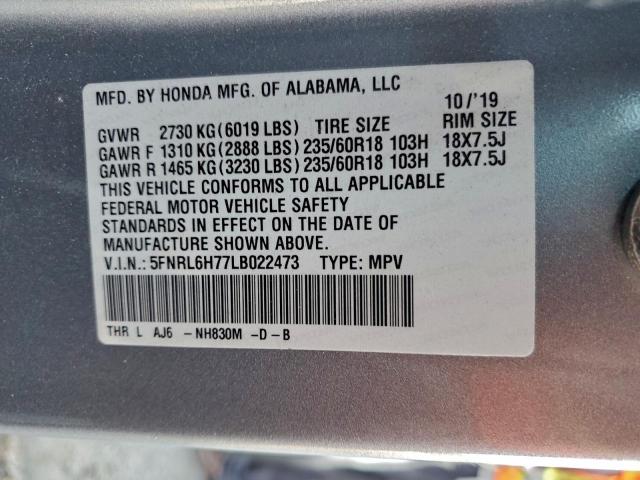 MFD. BY HONDA MFG. OF ALABAMA, LLC
10/'19
GVWR 2730 KG(6019 LBS) TIRE SIZE RIM SIZE
GAWR F 1310 KG(2888 LBS)235/60R18 103H 18X7.5J
GAWR R 1465 KG(3230 LBS)235/60R18 103H 18X7.5J
THIS VEHICLE CONFORMS TO ALL APPLICABLE
FEDERAL MOTOR VEHICLE SAFETY
STANDARDS IN EFFECT ON THE DATE OF
MANUFACTURE SHOWN ABOVE.
V.I.N.: 5FNRL6H77LB022473 TYPE: MPV
THR L AJ6 -NH830M -D-B